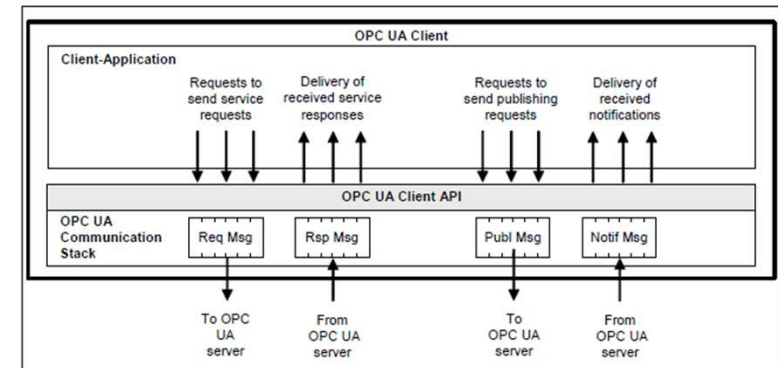 OPC UA Client
Client-Application
Requests to
send service
requests
Delivery of
received service
responses
Requests to
send publishing
requests
Delivery of
received
notifications
OPC UA Client API
OPC UA
Communication
Stack
Req Msg
Rsp Msg
Publ Msg
Notif Msg
To OPC
UA
server
From
OPC UA
server
To
OPC UA
server
From
OPC UA
server